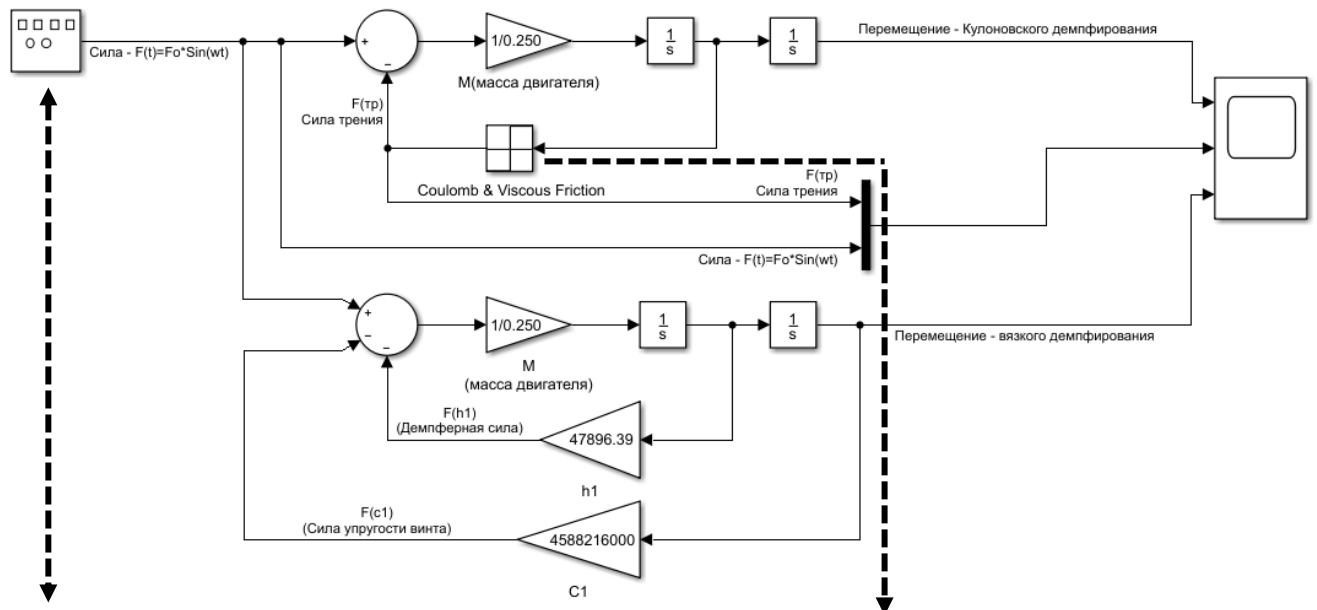 Сила - F(t)=Fo*Sin(wt)
+
−
1/0.250
M(масса двигателя)
1
s
1
s
Перемещение - Кулоновского демпфирования
F(тр)
Сила трения
Coulomb & Viscous Friction
F(тр)
Сила трения
Сила - F(t)=Fo*Sin(wt)
+
−
−
1/0.250
M
(масса двигателя)
1
s
1
s
Перемещение - вязкого демпфирования
F(h1)
(Демпферная сила)
47896.39
h1
F(c1)
(Сила упругости винта)
4588216000
C1